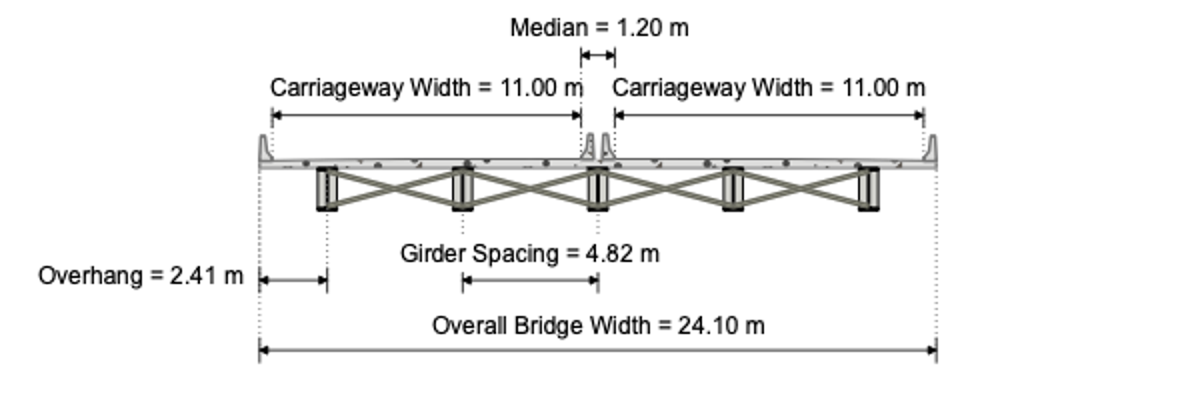 Median = 1.20 m
Carriageway Width = 11.00 m
Carriageway Width = 11.00 m
Girder Spacing = 4.82 m
Overhang = 2.41 m
Overall Bridge Width = 24.10 m